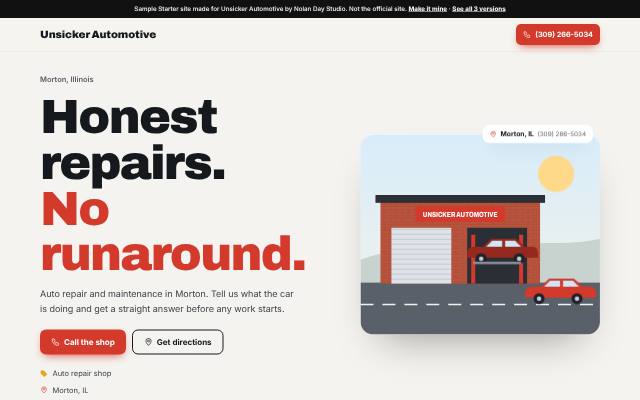 Sample Starter site made for Unsicker Automotive by Nolan Day Studio. Not the official site. Make it mine · See all 3 versions
Unsicker Automotive
(309) 266-5034
Morton, Illinois
Honest
repairs.
No
runaround.
Auto repair and maintenance in Morton. Tell us what the car
is doing and get a straight answer before any work starts.
Call the shop
Get directions
Auto repair shop
Morton, IL
Morton, IL (309) 266-5034
UNSICKER AUTOMOTIVE